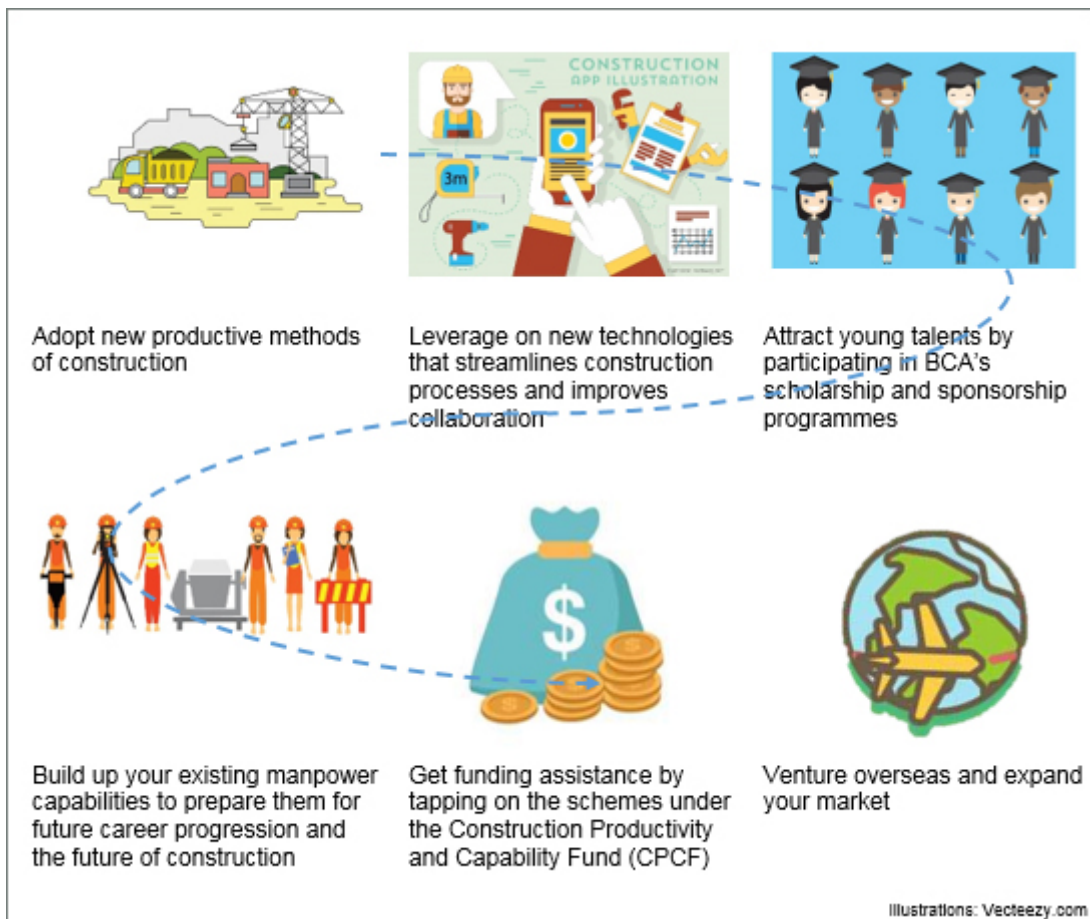 CONSTRUCTION
APP ILLUSTRATION
3m
Adopt new productive methods
of construction
Leverage on new technologies
that streamlines construction
processes and improves
collaboration
Attract young talents by
participating in BCA's
scholarship and sponsorship
programmes
$
Build up your existing manpower
capabilities to prepare them for
future career progression and
the future of construction
Get funding assistance by
tapping on the schemes under
the Construction Productivity
and Capability Fund (CPCF)
Venture overseas and expand
your market
Illustrations: Vecteezy.com